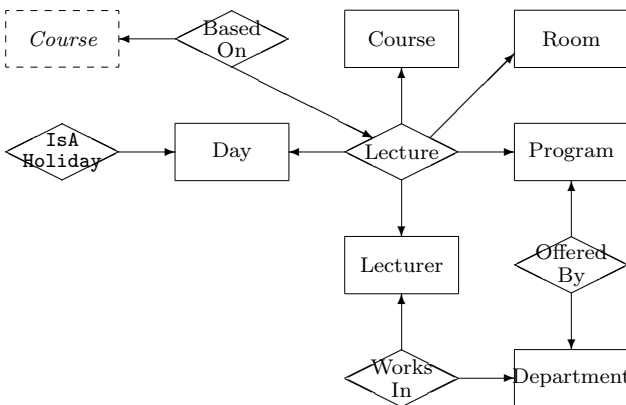 Course
Based
On
Course
Room
IsA
Holiday
Day
Lecture
Program
Lecturer
Offered
By
Works
In
Department